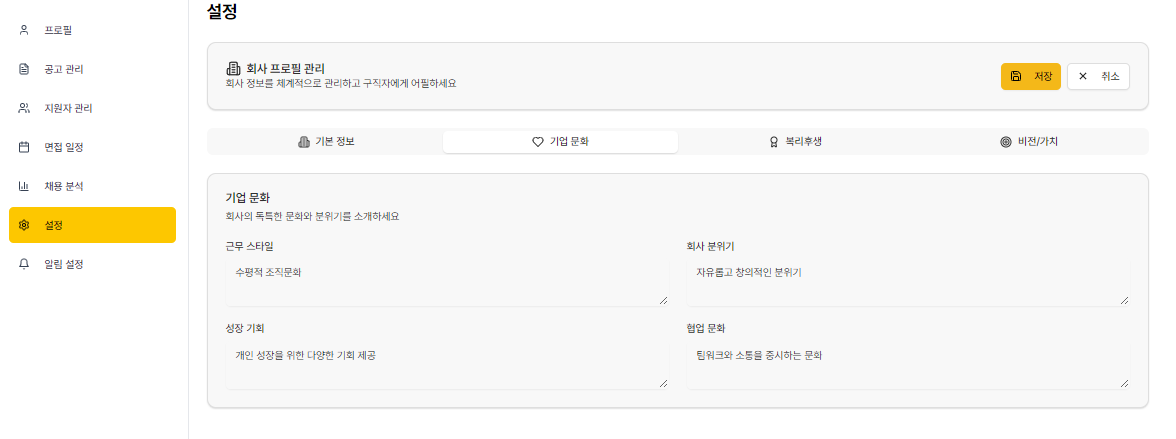 프로필
공고 관리
지원자 관리
면접 일정
채용 분석
설정
알림 설정
설정
회사 프로필 관리
회사 정보를 체계적으로 관리하고 구직자에게 어필하세요
저장
취소
기본 정보
기업 문화
복리후생
비전/가치
기업 문화
회사의 독특한 문화와 분위기를 소개하세요
근무 스타일
수평적 조직문화
회사 분위기
자유롭고 창의적인 분위기
성장 기회
개인 성장을 위한 다양한 기회 제공
협업 문화
팀워크와 소통을 중시하는 문화